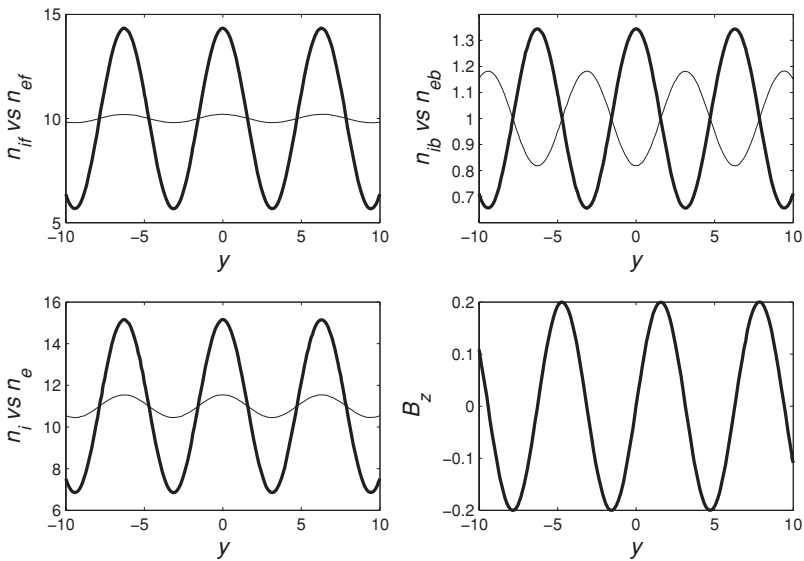 15
10
5
−10 −5 0 5 10
n_if vs n_ef
y
1.3
1.2
1.1
1
0.9
0.8
0.7
−10 −5 0 5 10
n_ib vs n_eb
y
16
14
12
10
8
6
−10 −5 0 5 10
n_i vs n_e
y
0.2
0.1
0
−0.1
−0.2
−10 −5 0 5 10
B_z
y